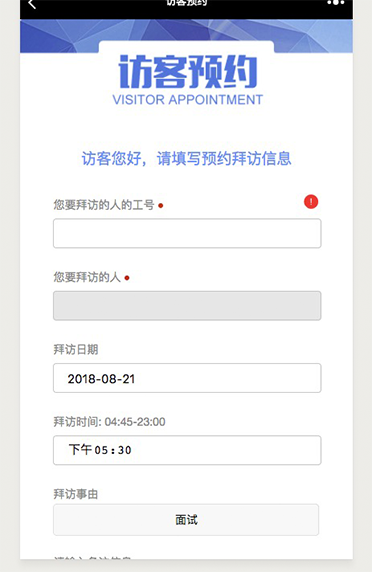 访客预约
访客预约
VISITOR APPOINTMENT
访客您好，请填写预约拜访信息
您要拜访的人的工号
您要拜访的人
拜访日期
2018-08-21
拜访时间: 04:45-23:00
下午05:30
拜访事由
面试